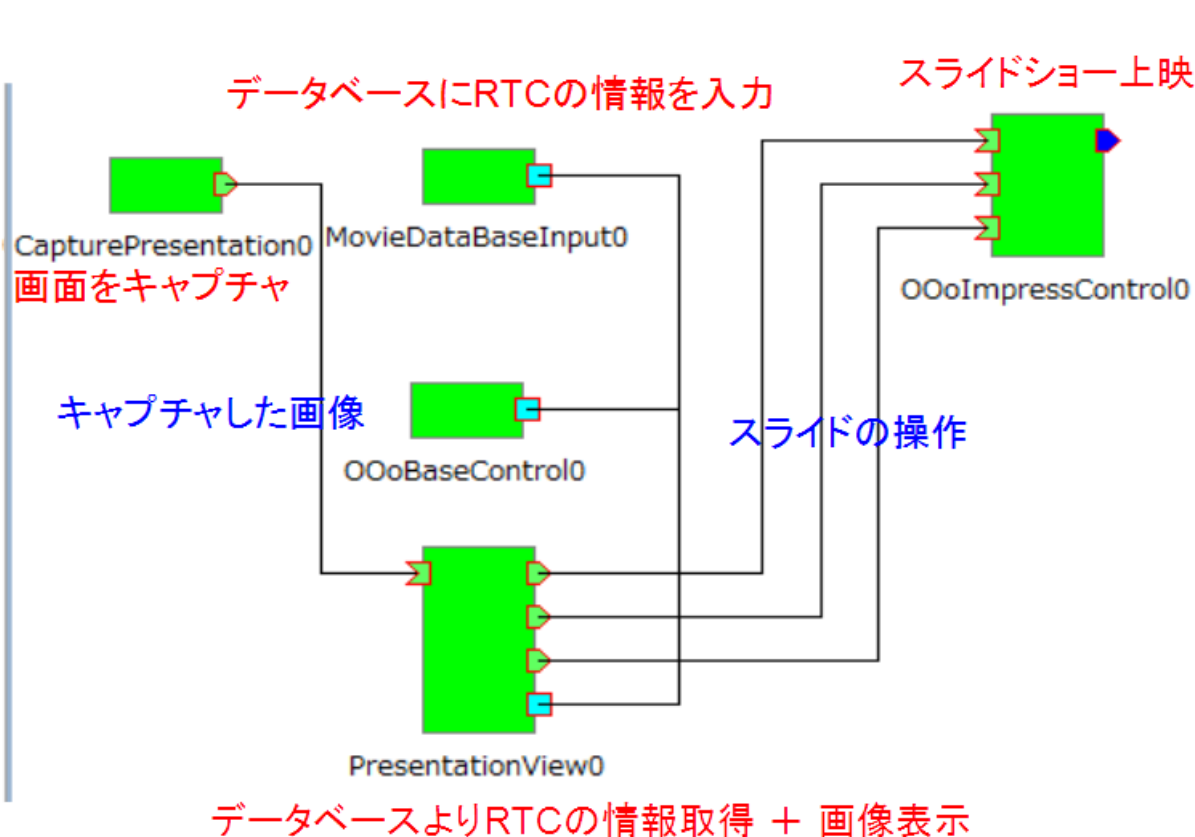 スライドショー上映
データベースにRTCの情報を入力
MovieDataBaseInput0
CapturePresentation0
画面をキャプチャ
OOoImpressControl0
キャプチャした画像
スライドの操作
OOoBaseControl0
PresentationView0
データベースよりRTCの情報取得 + 画像表示